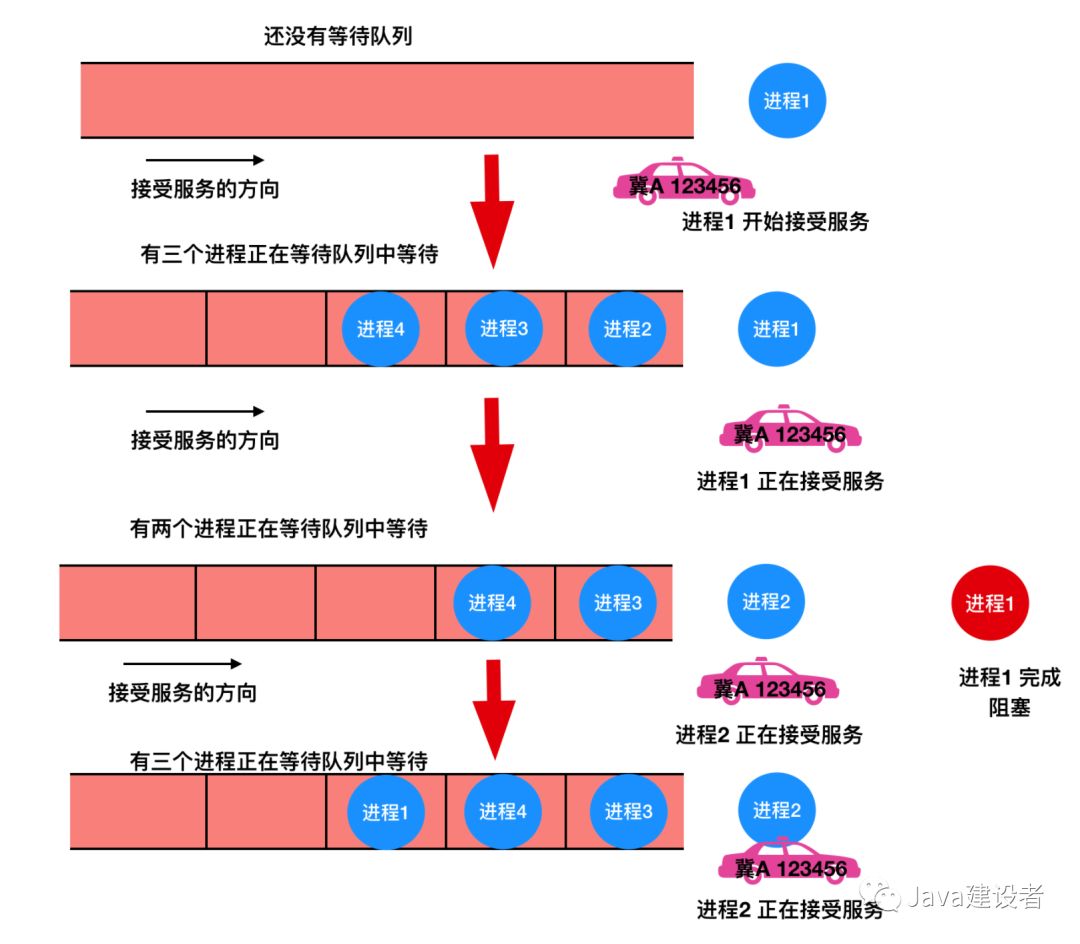 还没有等待队列
进程1
接受服务的方向
冀A 123456
进程1 开始接受服务
有三个进程正在等待队列中等待
进程4
进程3
进程2
进程1
接受服务的方向
冀A 123456
进程1 正在接受服务
有两个进程正在等待队列中等待
进程4
进程3
进程2
进程1
接受服务的方向
冀A 123456
进程2 正在接受服务
进程1 完成
阻塞
有三个进程正在等待队列中等待
进程1
进程4
进程3
进程2
冀A 123456
进程2 正在接受服务
Java建设者